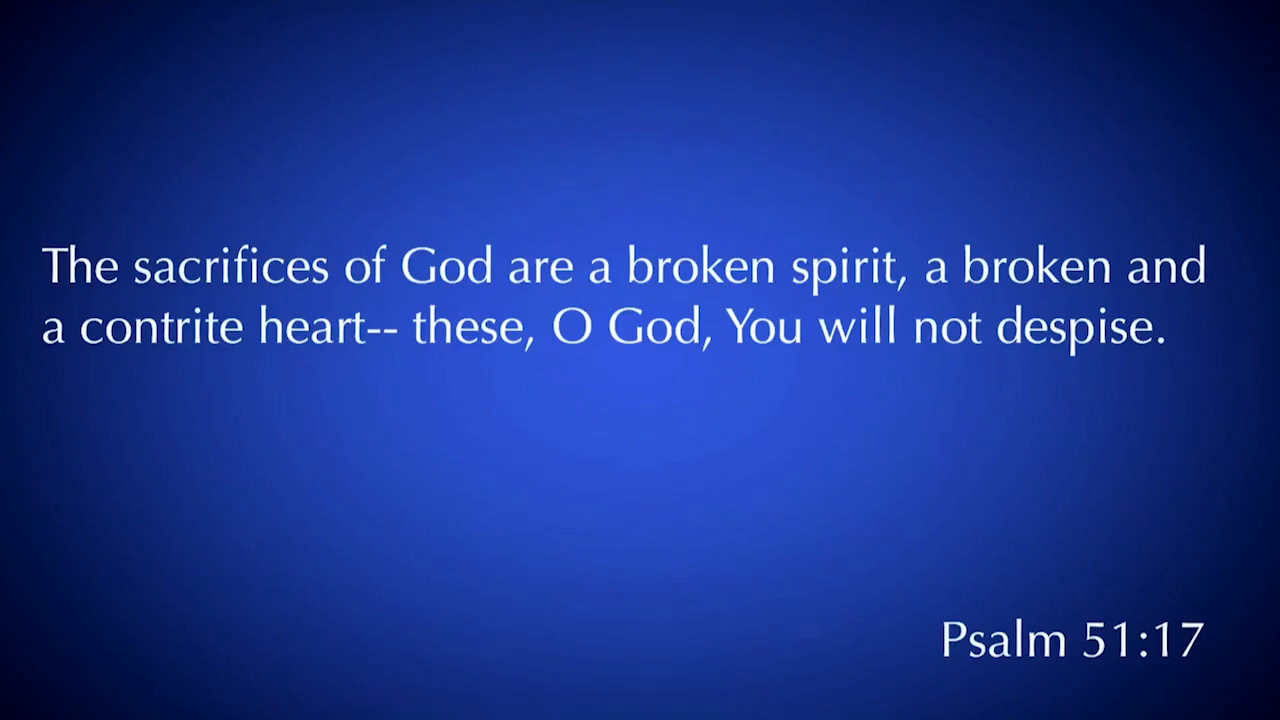 The sacrifices of God are a broken spirit, a broken and
a contrite heart-- these, O God, You will not despise.
Psalm 51:17